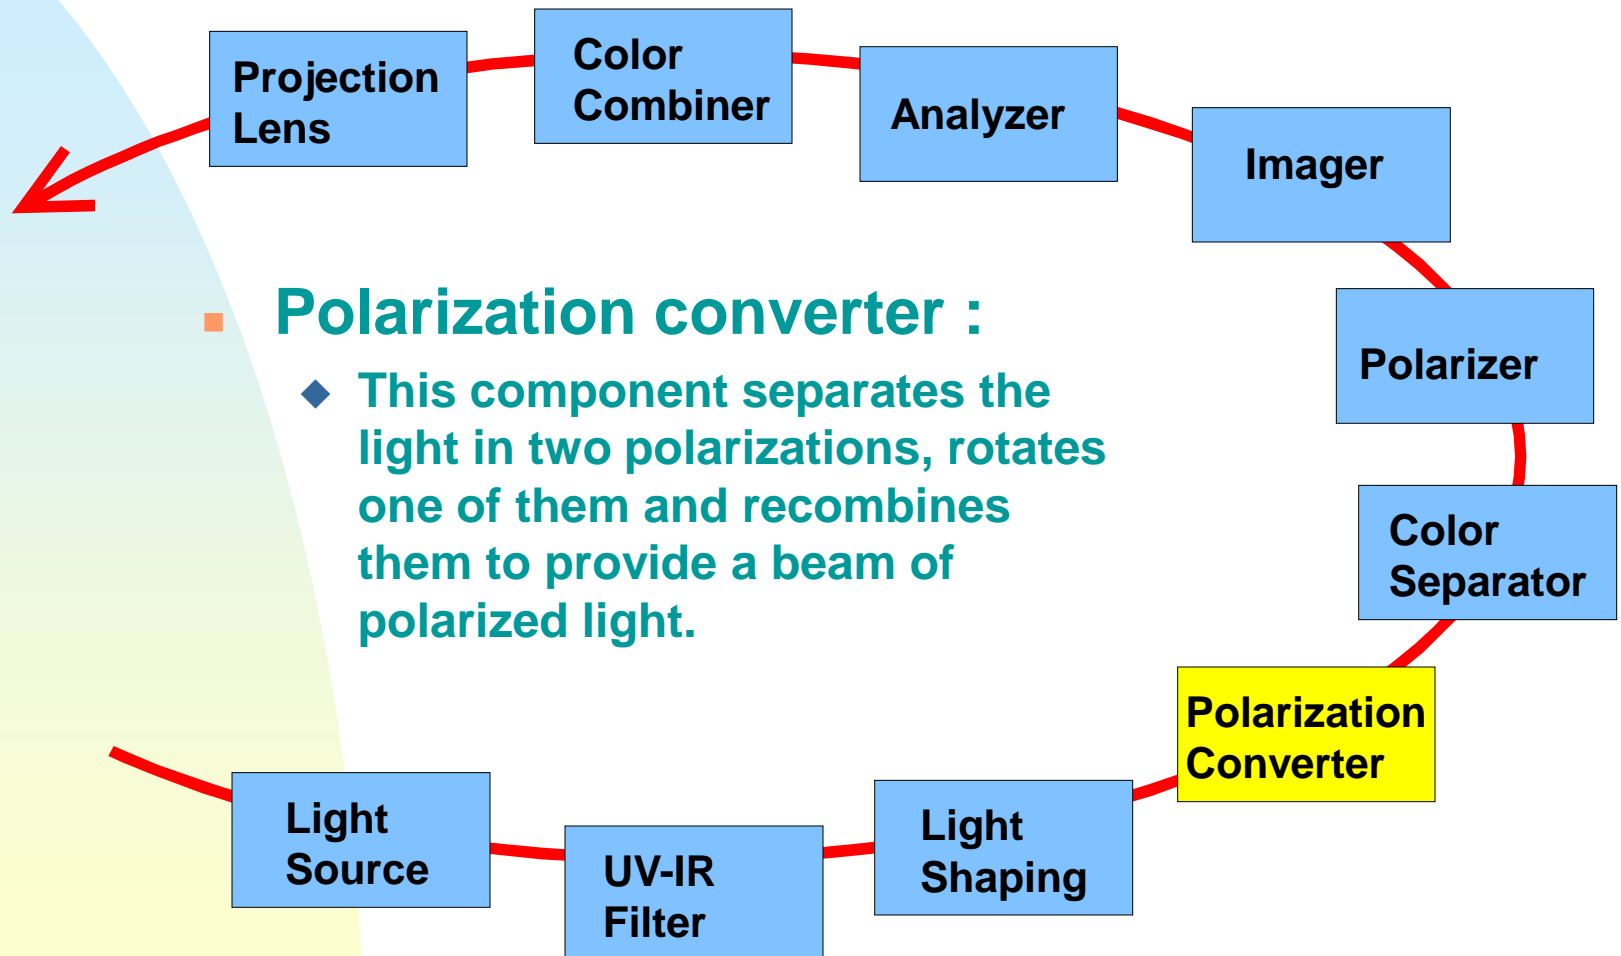 Projection
Lens
Color
Combiner
Analyzer
Imager
Polarizer
Color
Separator
Polarization
Converter
Light
Shaping
UV-IR
Filter
Light
Source
Polarization converter :
This component separates the
light in two polarizations, rotates
one of them and recombines
them to provide a beam of
polarized light.